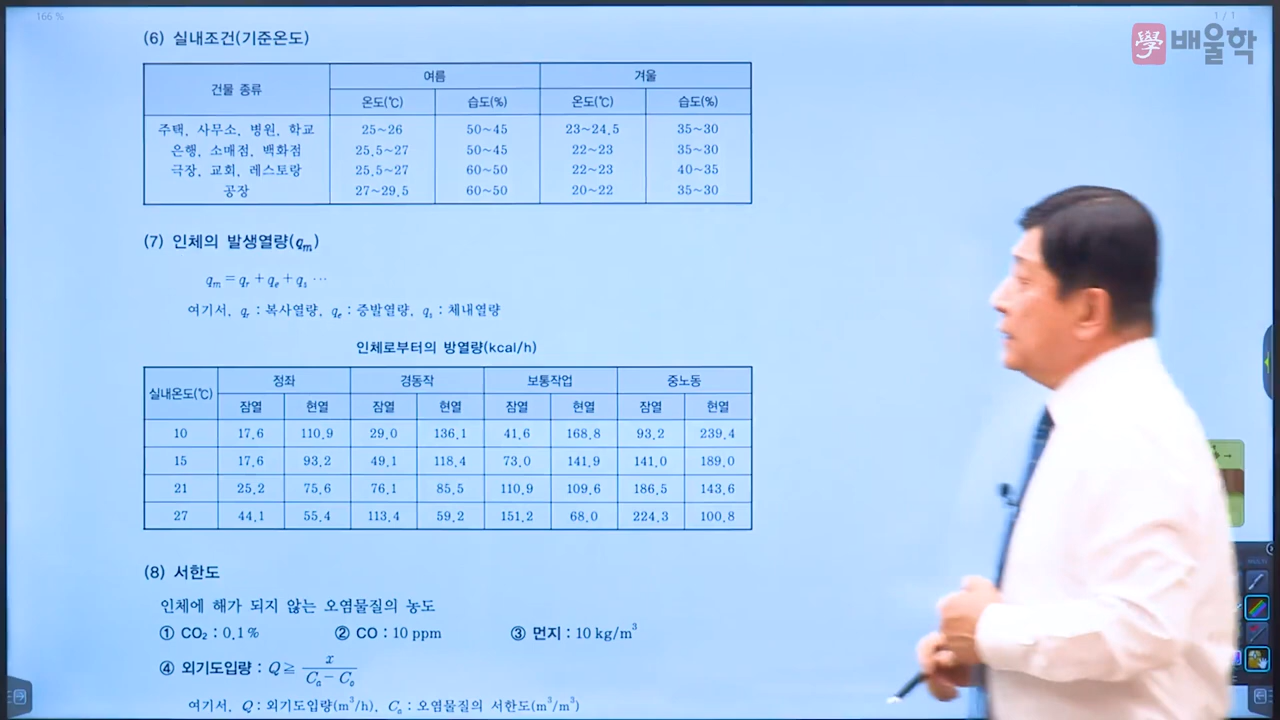 166 %
1 / 1
學 배울학
(6) 실내조건(기준온도)
건물 종류 여름 겨울
온도(℃) 습도(%) 온도(℃) 습도(%)
주택, 사무소, 병원, 학교 25~26 50~45 23~24.5 35~30
은행, 소매점, 백화점 25.5~27 50~45 22~23 35~30
극장, 교회, 레스토랑 25.5~27 60~50 22~23 40~35
공장 27~29.5 60~50 20~22 35~30
(7) 인체의 발생열량(qm)
qm = qr + qe + qs ⋯
여기서, qr : 복사열량, qe : 증발열량, qs : 체내열량
인체로부터의 방열량(kcal/h)
실내온도(℃) 정좌 경동작 보통작업 중노동
잠열 현열 잠열 현열 잠열 현열 잠열 현열
10 17.6 110.9 29.0 136.1 41.6 168.8 93.2 239.4
15 17.6 93.2 49.1 118.4 73.0 141.9 141.0 189.0
21 25.2 75.6 76.1 85.5 110.9 109.6 186.5 143.6
27 44.1 55.4 113.4 59.2 151.2 68.0 224.3 100.8
(8) 서한도
인체에 해가 되지 않는 오염물질의 농도
① CO₂ : 0.1 % ② CO : 10 ppm ③ 먼지 : 10 kg/m³
④ 외기도입량 : Q ≥ x / (Ca − Co)
여기서, Q : 외기도입량(m³/h), Ca : 오염물질의 서한도(m³/m³)